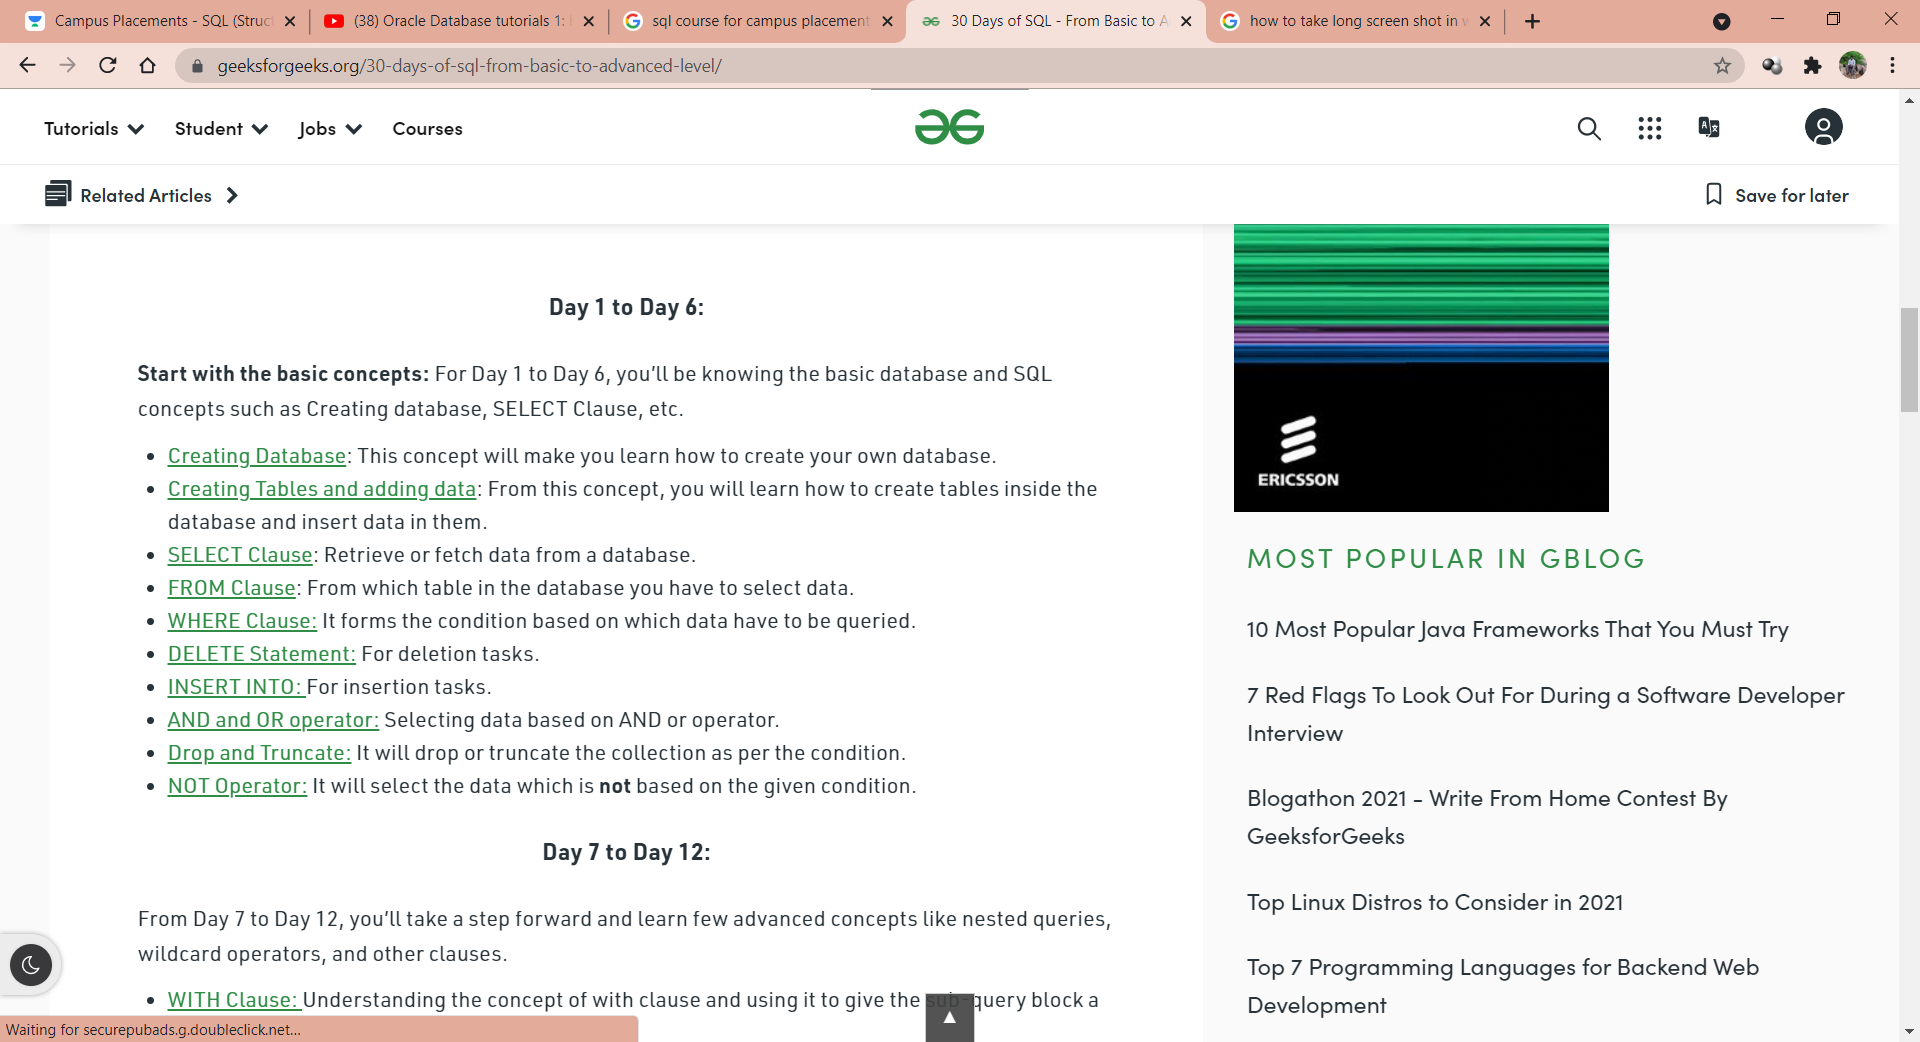 Campus Placements - SQL (Struc
(38) Oracle Database tutorials 1:
sql course for campus placement
30 Days of SQL - From Basic to A
how to take long screen shot in w
geeksforgeeks.org/30-days-of-sql-from-basic-to-advanced-level/
Tutorials
Student
Jobs
Courses
Related Articles
Save for later
Day 1 to Day 6:
Start with the basic concepts: For Day 1 to Day 6, you'll be knowing the basic database and SQL
concepts such as Creating database, SELECT Clause, etc.
Creating Database: This concept will make you learn how to create your own database.
Creating Tables and adding data: From this concept, you will learn how to create tables inside the
database and insert data in them.
SELECT Clause: Retrieve or fetch data from a database.
FROM Clause: From which table in the database you have to select data.
WHERE Clause: It forms the condition based on which data have to be queried.
DELETE Statement: For deletion tasks.
INSERT INTO: For insertion tasks.
AND and OR operator: Selecting data based on AND or operator.
Drop and Truncate: It will drop or truncate the collection as per the condition.
NOT Operator: It will select the data which is not based on the given condition.
Day 7 to Day 12:
From Day 7 to Day 12, you'll take a step forward and learn few advanced concepts like nested queries,
wildcard operators, and other clauses.
WITH Clause: Understanding the concept of with clause and using it to give the sub-query block a
Waiting for securepubads.g.doubleclick.net...
ERICSSON
MOST POPULAR IN GBLOG
10 Most Popular Java Frameworks That You Must Try
7 Red Flags To Look Out For During a Software Developer
Interview
Blogathon 2021 - Write From Home Contest By
GeeksforGeeks
Top Linux Distros to Consider in 2021
Top 7 Programming Languages for Backend Web
Development